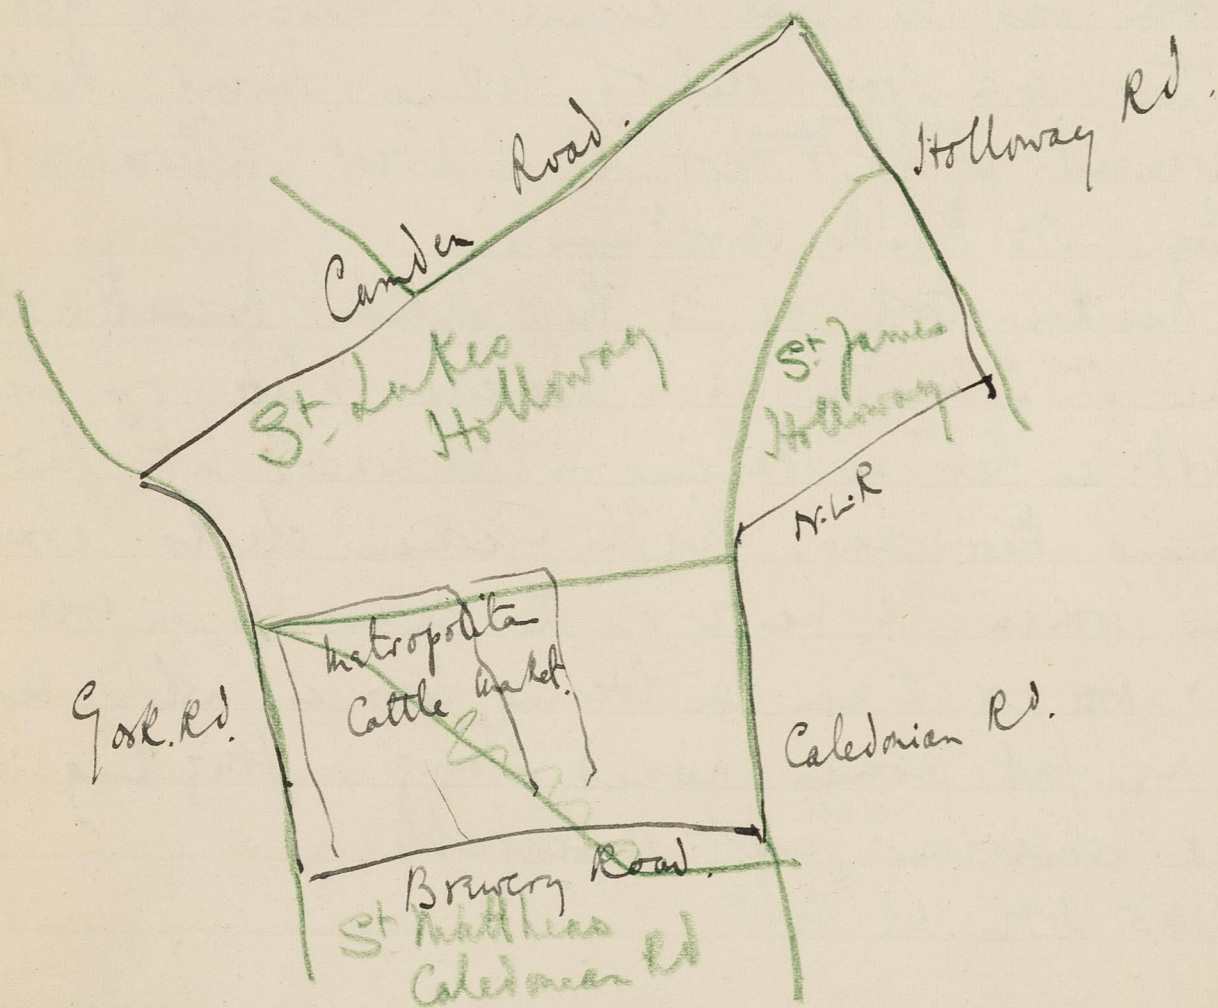 Camden Road.
Holloway Rd.
St. Lukes
Holloway
St. James
Holloway
N.L.R
Metropolitan
Cattle Market.
York. Rd.
Caledonian Rd.
Brewery Road.
St Matthias
Caledonian Rd